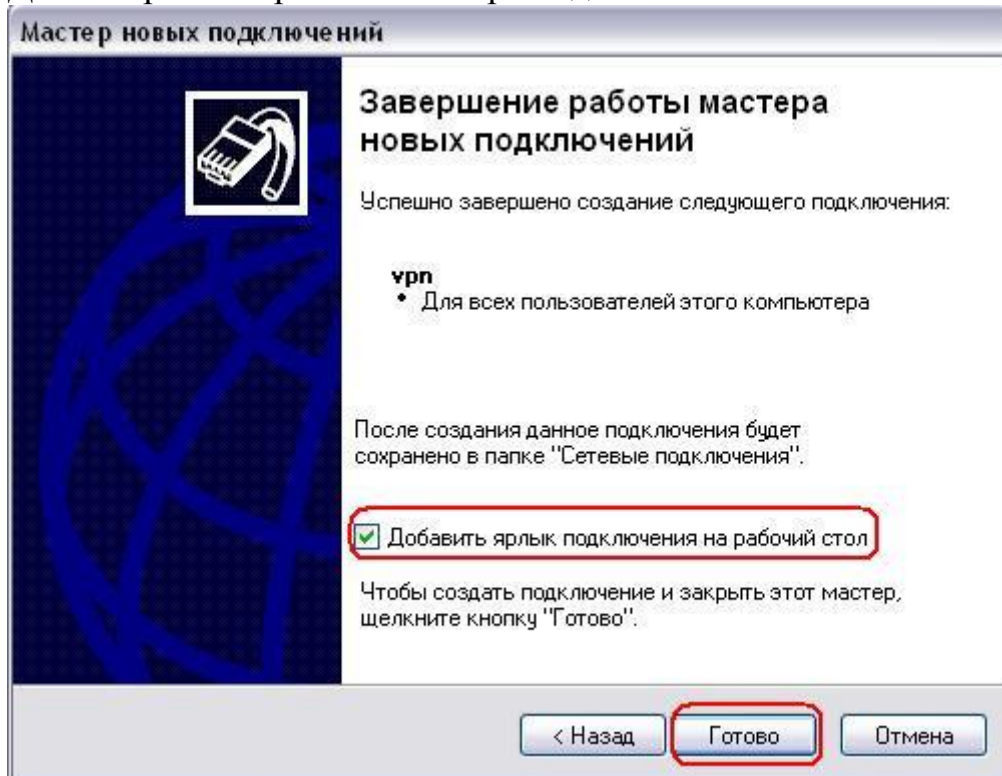 Мастер новых подключений
Завершение работы мастера
новых подключений
Успешно завершено создание следующего подключения:
vpn
• Для всех пользователей этого компьютера
После создания данное подключения будет
сохранено в папке "Сетевые подключения".
Добавить ярлык подключения на рабочий стол
Чтобы создать подключение и закрыть этот мастер,
щелкните кнопку "Готово".
< Назад
Готово
Отмена